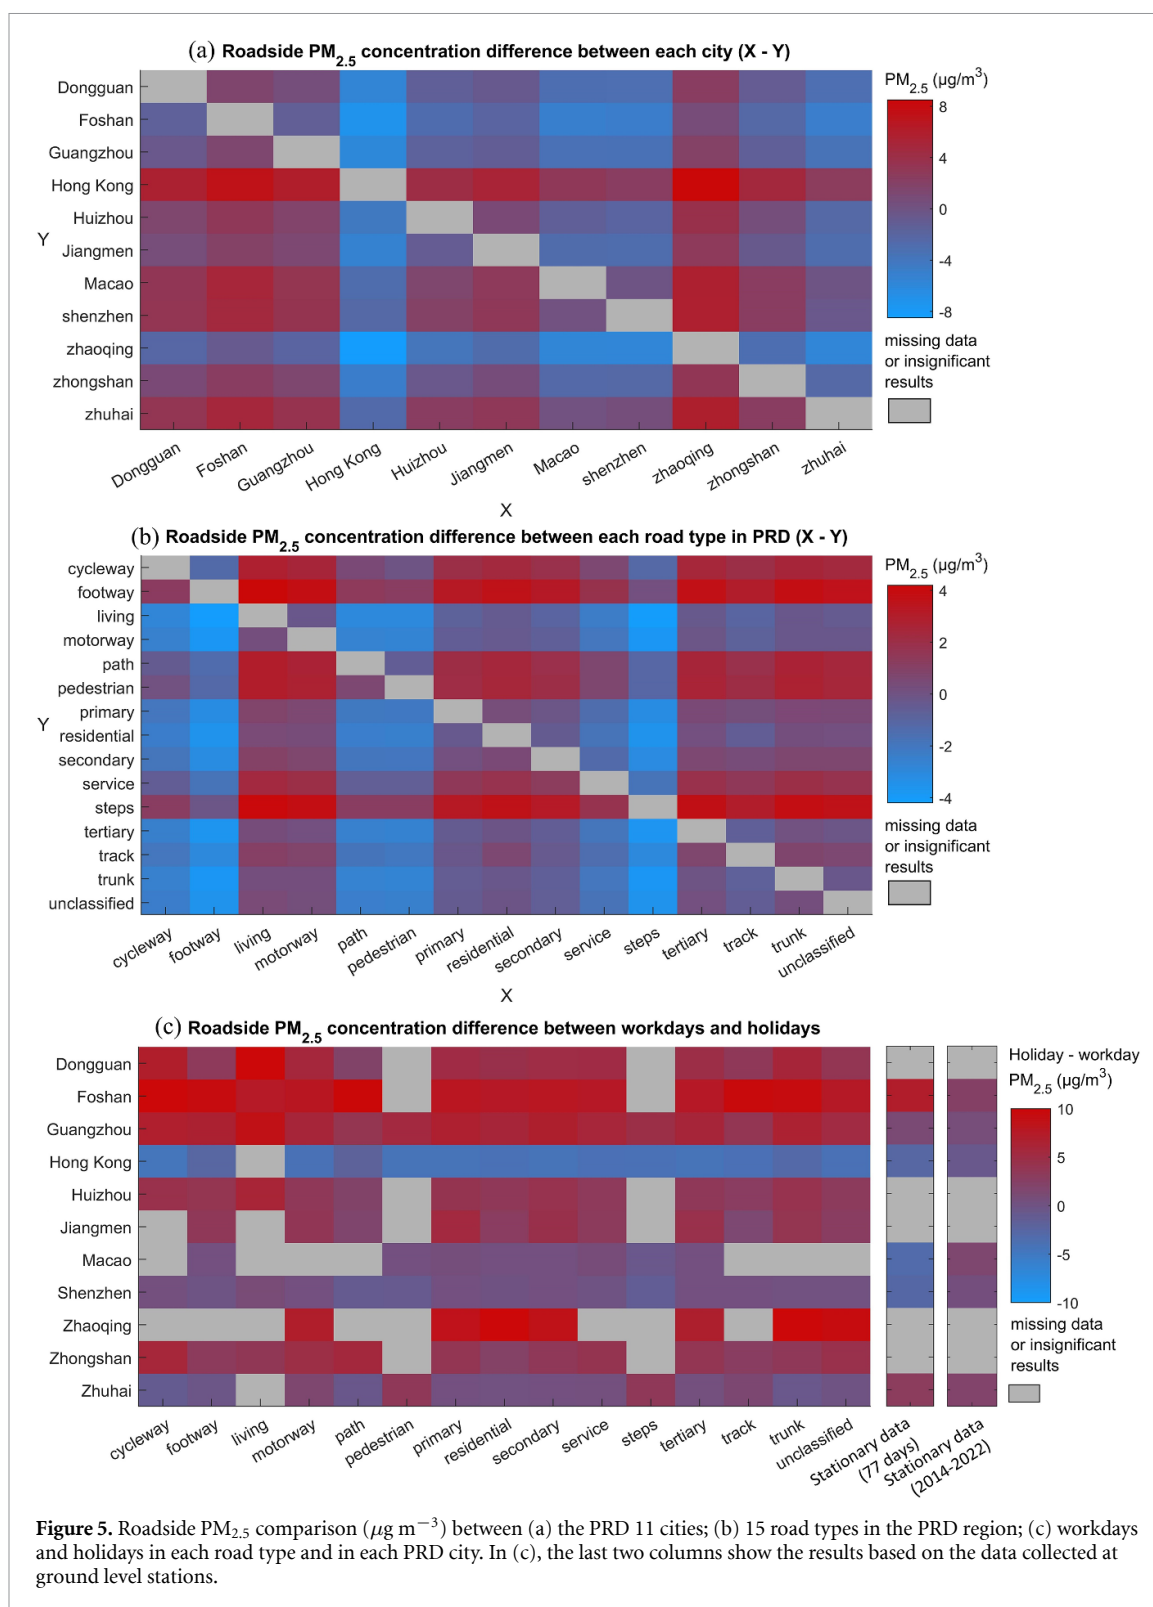 (a) Roadside PM2.5 concentration difference between each city (X - Y)
Dongguan
Foshan
Guangzhou
Hong Kong
Huizhou
Jiangmen
Macao
shenzhen
zhaoqing
zhongshan
zhuhai
Y
Dongguan
Foshan
Guangzhou
Hong Kong
Huizhou
Jiangmen
Macao
shenzhen
zhaoqing
zhongshan
zhuhai
X
PM2.5 (µg/m3)
8
4
0
-4
-8
missing data
or insignificant
results
(b) Roadside PM2.5 concentration difference between each road type in PRD (X - Y)
cycleway
footway
living
motorway
path
pedestrian
primary
residential
secondary
service
steps
tertiary
track
trunk
unclassified
Y
cycleway
footway
living
motorway
path
pedestrian
primary
residential
secondary
service
steps
tertiary
track
trunk
unclassified
X
PM2.5 (µg/m3)
4
2
0
-2
-4
missing data
or insignificant
results
(c) Roadside PM2.5 concentration difference between workdays and holidays
Dongguan
Foshan
Guangzhou
Hong Kong
Huizhou
Jiangmen
Macao
Shenzhen
Zhaoqing
Zhongshan
Zhuhai
cycleway
footway
living
motorway
path
pedestrian
primary
residential
secondary
service
steps
tertiary
track
trunk
unclassified
Stationary data
(77 days)
Stationary data
(2014-2022)
Holiday - workday
PM2.5 (µg/m3)
10
5
0
-5
-10
missing data
or insignificant
results
Figure 5. Roadside PM2.5 comparison (µg m−3) between (a) the PRD 11 cities; (b) 15 road types in the PRD region; (c) workdays
and holidays in each road type and in each PRD city. In (c), the last two columns show the results based on the data collected at
ground level stations.